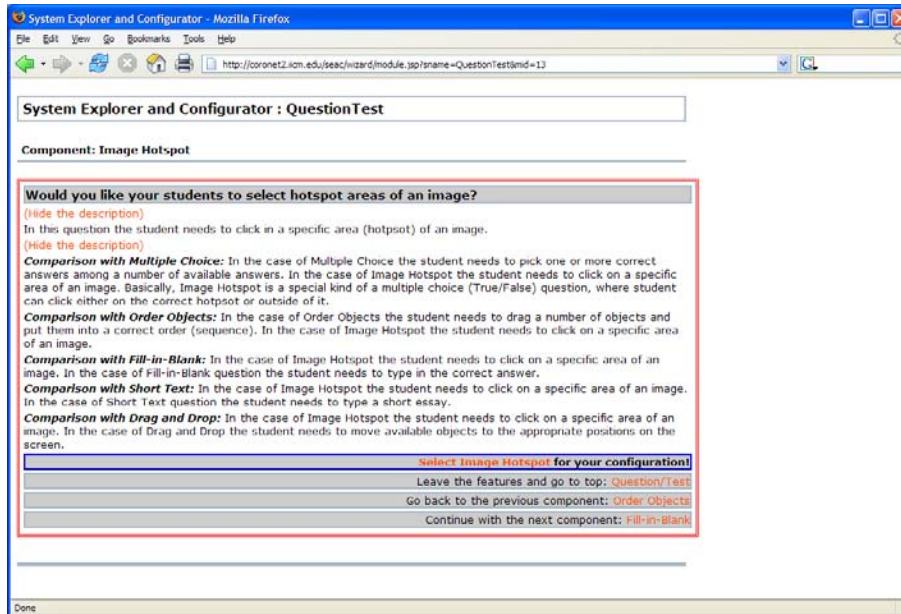 System Explorer and Configurator - Mozilla Firefox
File Edit View Go Bookmarks Tools Help
http://coronet2.iicm.edu/seac/wizard/module.jsp?sname=QuestionTest&mid=13
G
System Explorer and Configurator : QuestionTest
Component: Image Hotspot
Would you like your students to select hotspot areas of an image?
(Hide the description)
In this question the student needs to click in a specific area (hotpsot) of an image.
(Hide the description)
Comparison with Multiple Choice: In the case of Multiple Choice the student needs to pick one or more correct
answers among a number of available answers. In the case of Image Hotspot the student needs to click on a specific
area of an image. Basically, Image Hotspot is a special kind of a multiple choice (True/False) question, where student
can click either on the correct hotpsot or outside of it.
Comparison with Order Objects: In the case of Order Objects the student needs to drag a number of objects and
put them into a correct order (sequence). In the case of Image Hotspot the student needs to click on a specific area
of an image.
Comparison with Fill-in-Blank: In the case of Image Hotspot the student needs to click on a specific area of an
image. In the case of Fill-in-Blank question the student needs to type in the correct answer.
Comparison with Short Text: In the case of Image Hotspot the student needs to click on a specific area of an image.
In the case of Short Text question the student needs to type a short essay.
Comparison with Drag and Drop: In the case of Image Hotspot the student needs to click on a specific area of an
image. In the case of Drag and Drop the student needs to move available objects to the appropriate positions on the
screen.
Select Image Hotspot for your configuration!
Leave the features and go to top: Question/Test
Go back to the previous component: Order Objects
Continue with the next component: Fill-in-Blank
Done